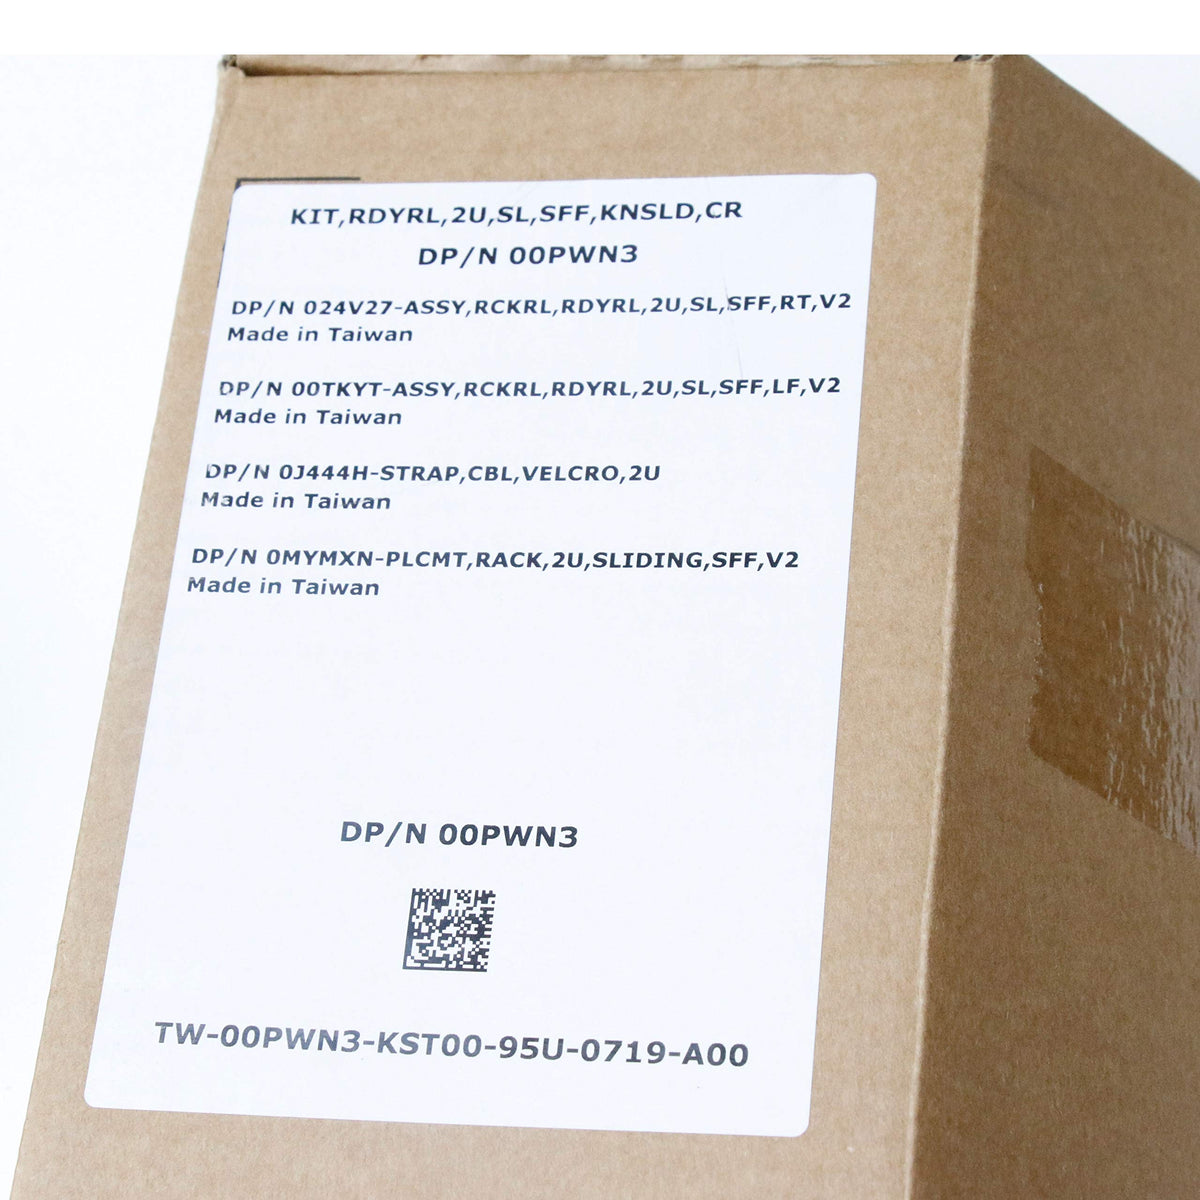 KIT,RDYRL,2U,SL,SFF,KNSLD,CR
DP/N 00PWN3
DP/N 024V27-ASSY,RCKRL,RDYRL,2U,SL,SFF,RT,V2
Made in Taiwan
DP/N 00TKYT-ASSY,RCKRL,RDYRL,2U,SL,SFF,LF,V2
Made in Taiwan
DP/N 0J444H-STRAP,CBL,VELCRO,2U
Made in Taiwan
DP/N 0MYMXN-PLCMT,RACK,2U,SLIDING,SFF,V2
Made in Taiwan
DP/N 00PWN3
TW-00PWN3-KST00-95U-0719-A00